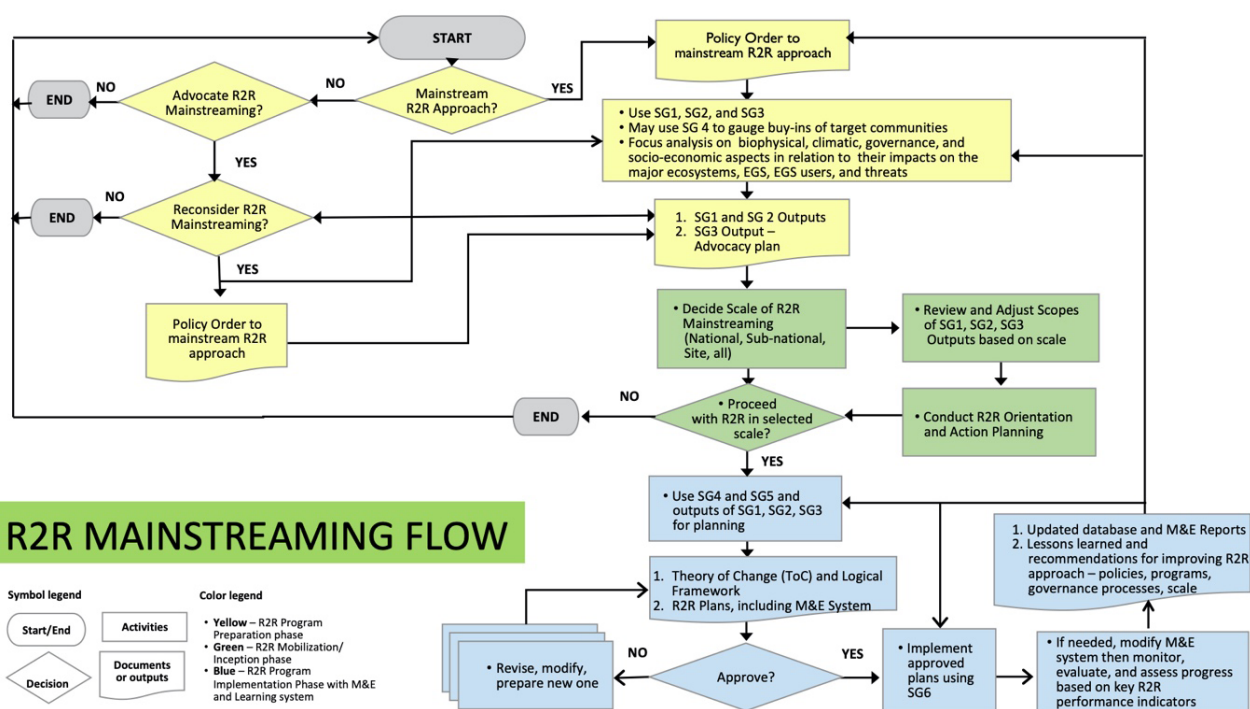 START
Policy Order to
mainstream R2R approach
Mainstream
R2R Approach?
YES
NO
Advocate R2R
Mainstreaming?
NO
END
YES
• Use SG1, SG2, and SG3
• May use SG 4 to gauge buy-ins of target communities
• Focus analysis on biophysical, climatic, governance, and
socio-economic aspects in relation to their impacts on the
major ecosystems, EGS, EGS users, and threats
Reconsider R2R
Mainstreaming?
NO
END
YES
1. SG1 and SG 2 Outputs
2. SG3 Output –
Advocacy plan
Policy Order to
mainstream R2R
approach
• Decide Scale of R2R
Mainstreaming
(National, Sub-national,
Site, all)
• Review and Adjust Scopes
of SG1, SG2, SG3
Outputs based on scale
• Proceed
with R2R in selected
scale?
NO
END
• Conduct R2R Orientation
and Action Planning
YES
• Use SG4 and SG5 and
outputs of SG1, SG2, SG3
for planning
R2R MAINSTREAMING FLOW
1. Updated database and M&E Reports
2. Lessons learned and
recommendations for improving R2R
approach – policies, programs,
governance processes, scale
1. Theory of Change (ToC) and Logical
Framework
2. R2R Plans, including M&E System
• Revise, modify,
prepare new one
NO
Approve?
YES
• Implement
approved
plans using
SG6
• If needed, modify M&E
system then monitor,
evaluate, and assess progress
based on key R2R
performance indicators
Symbol legend
Start/End
Activities
Decision
Documents
or outputs
Color legend
• Yellow – R2R Program
Preparation phase
• Green – R2R Mobilization/
Inception phase
• Blue – R2R Program
Implementation Phase with M&E
and Learning system